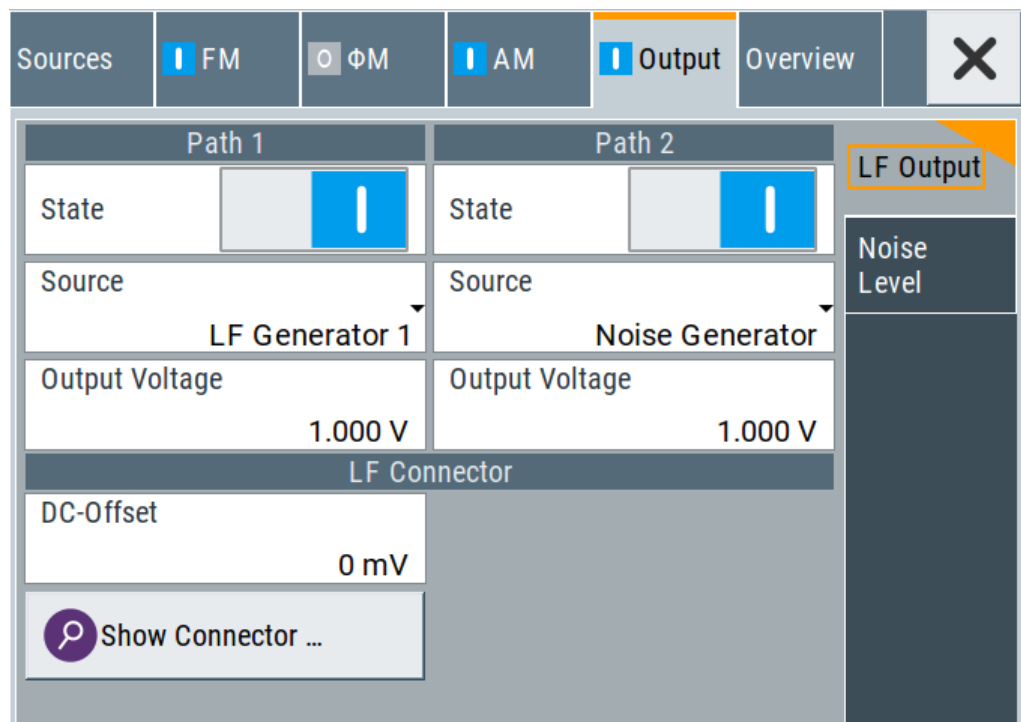 Sources FM ΦM AM Output Overview
Path 1 Path 2
LF Output
State State
Noise
Level
Source Source
LF Generator 1 Noise Generator
Output Voltage Output Voltage
1.000 V 1.000 V
LF Connector
DC-Offset
0 mV
Show Connector ...